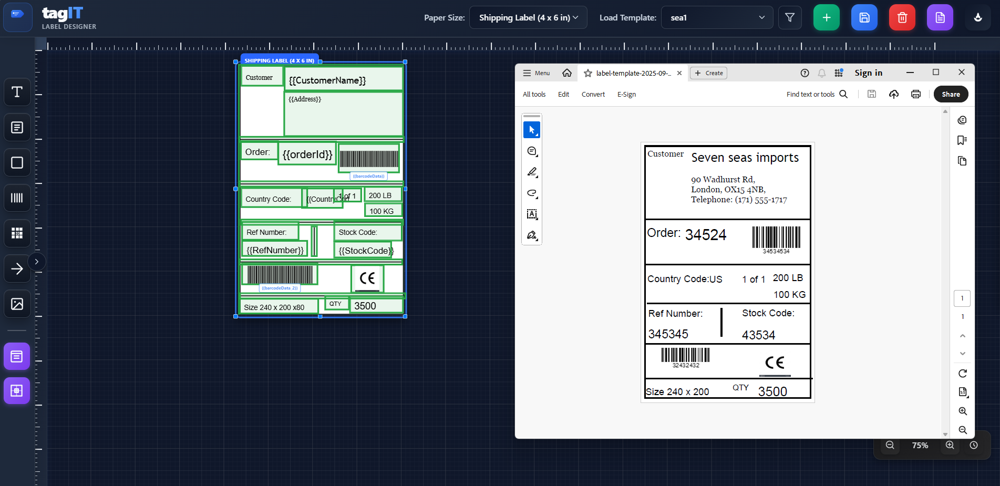 tagIT
LABEL DESIGNER
Paper Size:
Shipping Label (4 x 6 in)
Load Template:
sea1
SHIPPING LABEL (4 X 6 IN)
Customer
{{CustomerName}}
{{Address}}
Order:
{{orderId}}
{{barcodeData}}
Country Code:
{{CountryCod
1 of 1
200 LB
100 KG
Ref Number:
Stock Code:
{{RefNumber}}
{{StockCode}}
CE
{{barcodeData_2}}
Size 240 x 200 x80
QTY
3500
Menu
label-template-2025-09-...
Create
Sign in
All tools
Edit
Convert
E-Sign
Find text or tools
Share
Customer
Seven seas imports
90 Wadhurst Rd,
London, OX15 4NB,
Telephone: (171) 555-1717
Order:
34524
34534534
Country Code:US
1 of 1
200 LB
100 KG
Ref Number:
Stock Code:
345345
43534
32432432
CE
Size 240 x 200
QTY
3500
1
1
1:1
75%